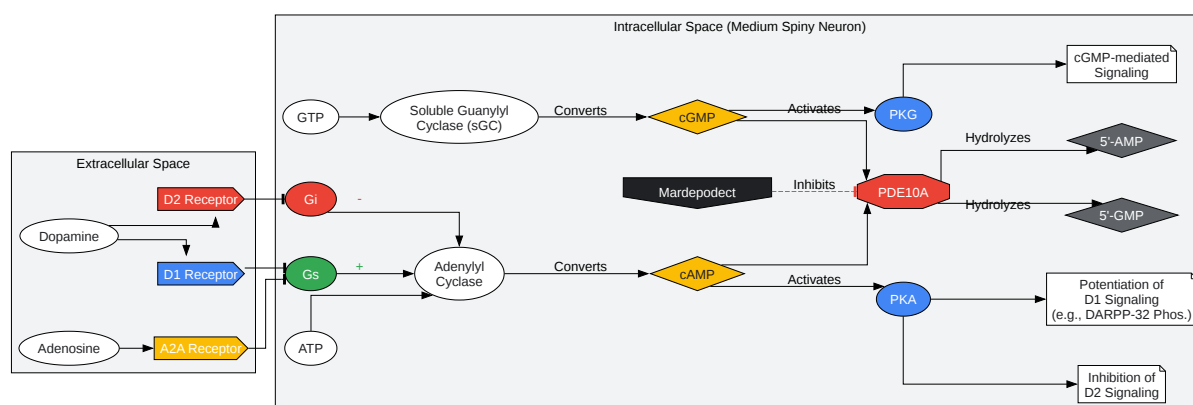 Intracellular Space (Medium Spiny Neuron)
cGMP-mediated
Signaling
GTP
Soluble Guanylyl
Cyclase (sGC)
Converts
cGMP
Activates
PKG
Extracellular Space
Hydrolyzes
5'-AMP
D2 Receptor
Gi
-
Mardepodect
Inhibits
PDE10A
Hydrolyzes
5'-GMP
Dopamine
D1 Receptor
Gs
+
Adenylyl
Cyclase
Converts
cAMP
Activates
PKA
Potentiation of
D1 Signaling
(e.g., DARPP-32 Phos.)
Adenosine
A2A Receptor
ATP
Inhibition of
D2 Signaling